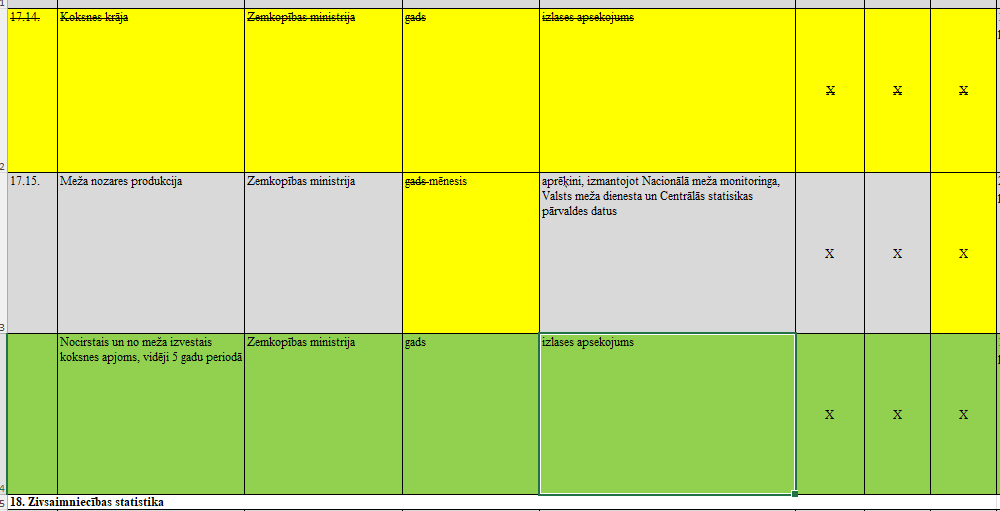 17.14. Koksnes krāja Zemkopības ministrija gads izlases apsekojums
X X X
17.15. Meža nozares produkcija Zemkopības ministrija gads mēnesis aprēķini, izmantojot Nacionālā meža monitoringa,
Valsts meža dienesta un Centrālās statisikas
pārvaldes datus
X X X
Nocirstais un no meža izvestais Zemkopības ministrija gads izlases apsekojums
koksnes apjoms, vidēji 5 gadu periodā
X X X
18. Zivsaimniecības statistika